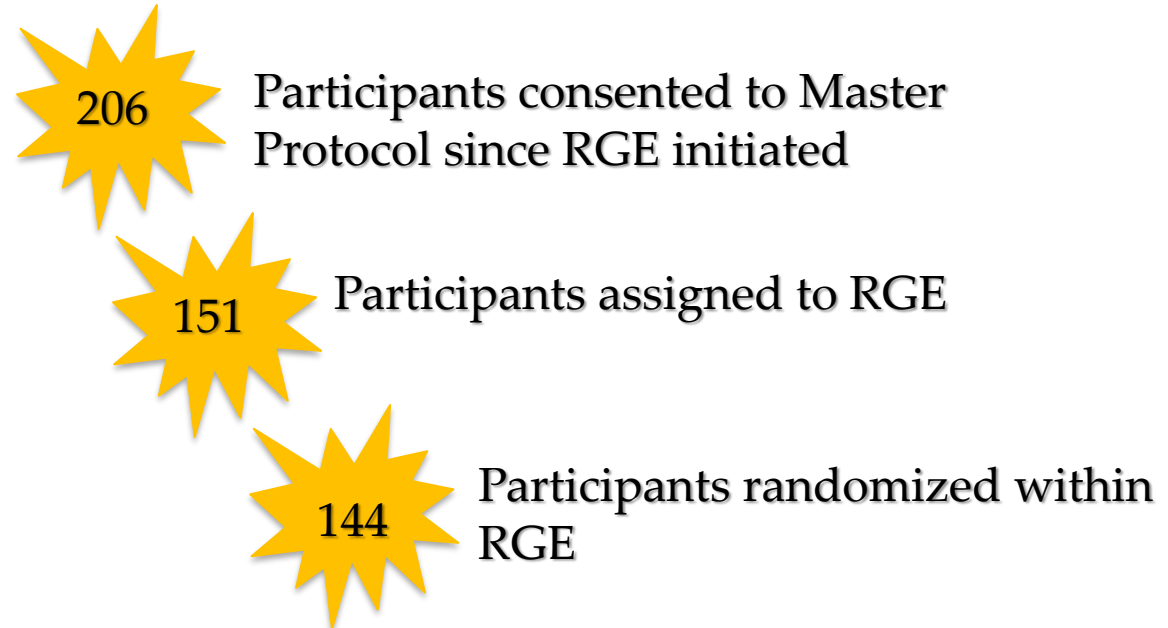 206
Participants consented to Master
Protocol since RGE initiated
151
Participants assigned to RGE
144
Participants randomized within
RGE